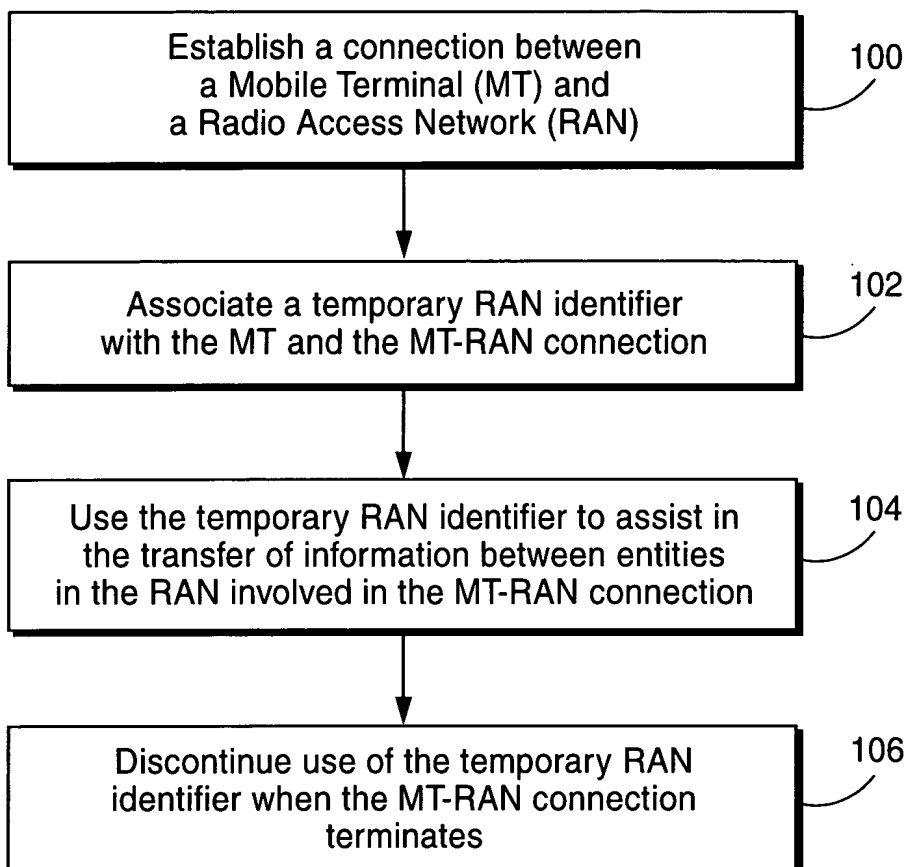 Establish a connection between
a Mobile Terminal (MT) and
a Radio Access Network (RAN)
100
Associate a temporary RAN identifier
with the MT and the MT-RAN connection
102
Use the temporary RAN identifier to assist in
the transfer of information between entities
in the RAN involved in the MT-RAN connection
104
Discontinue use of the temporary RAN
identifier when the MT-RAN connection
terminates
106